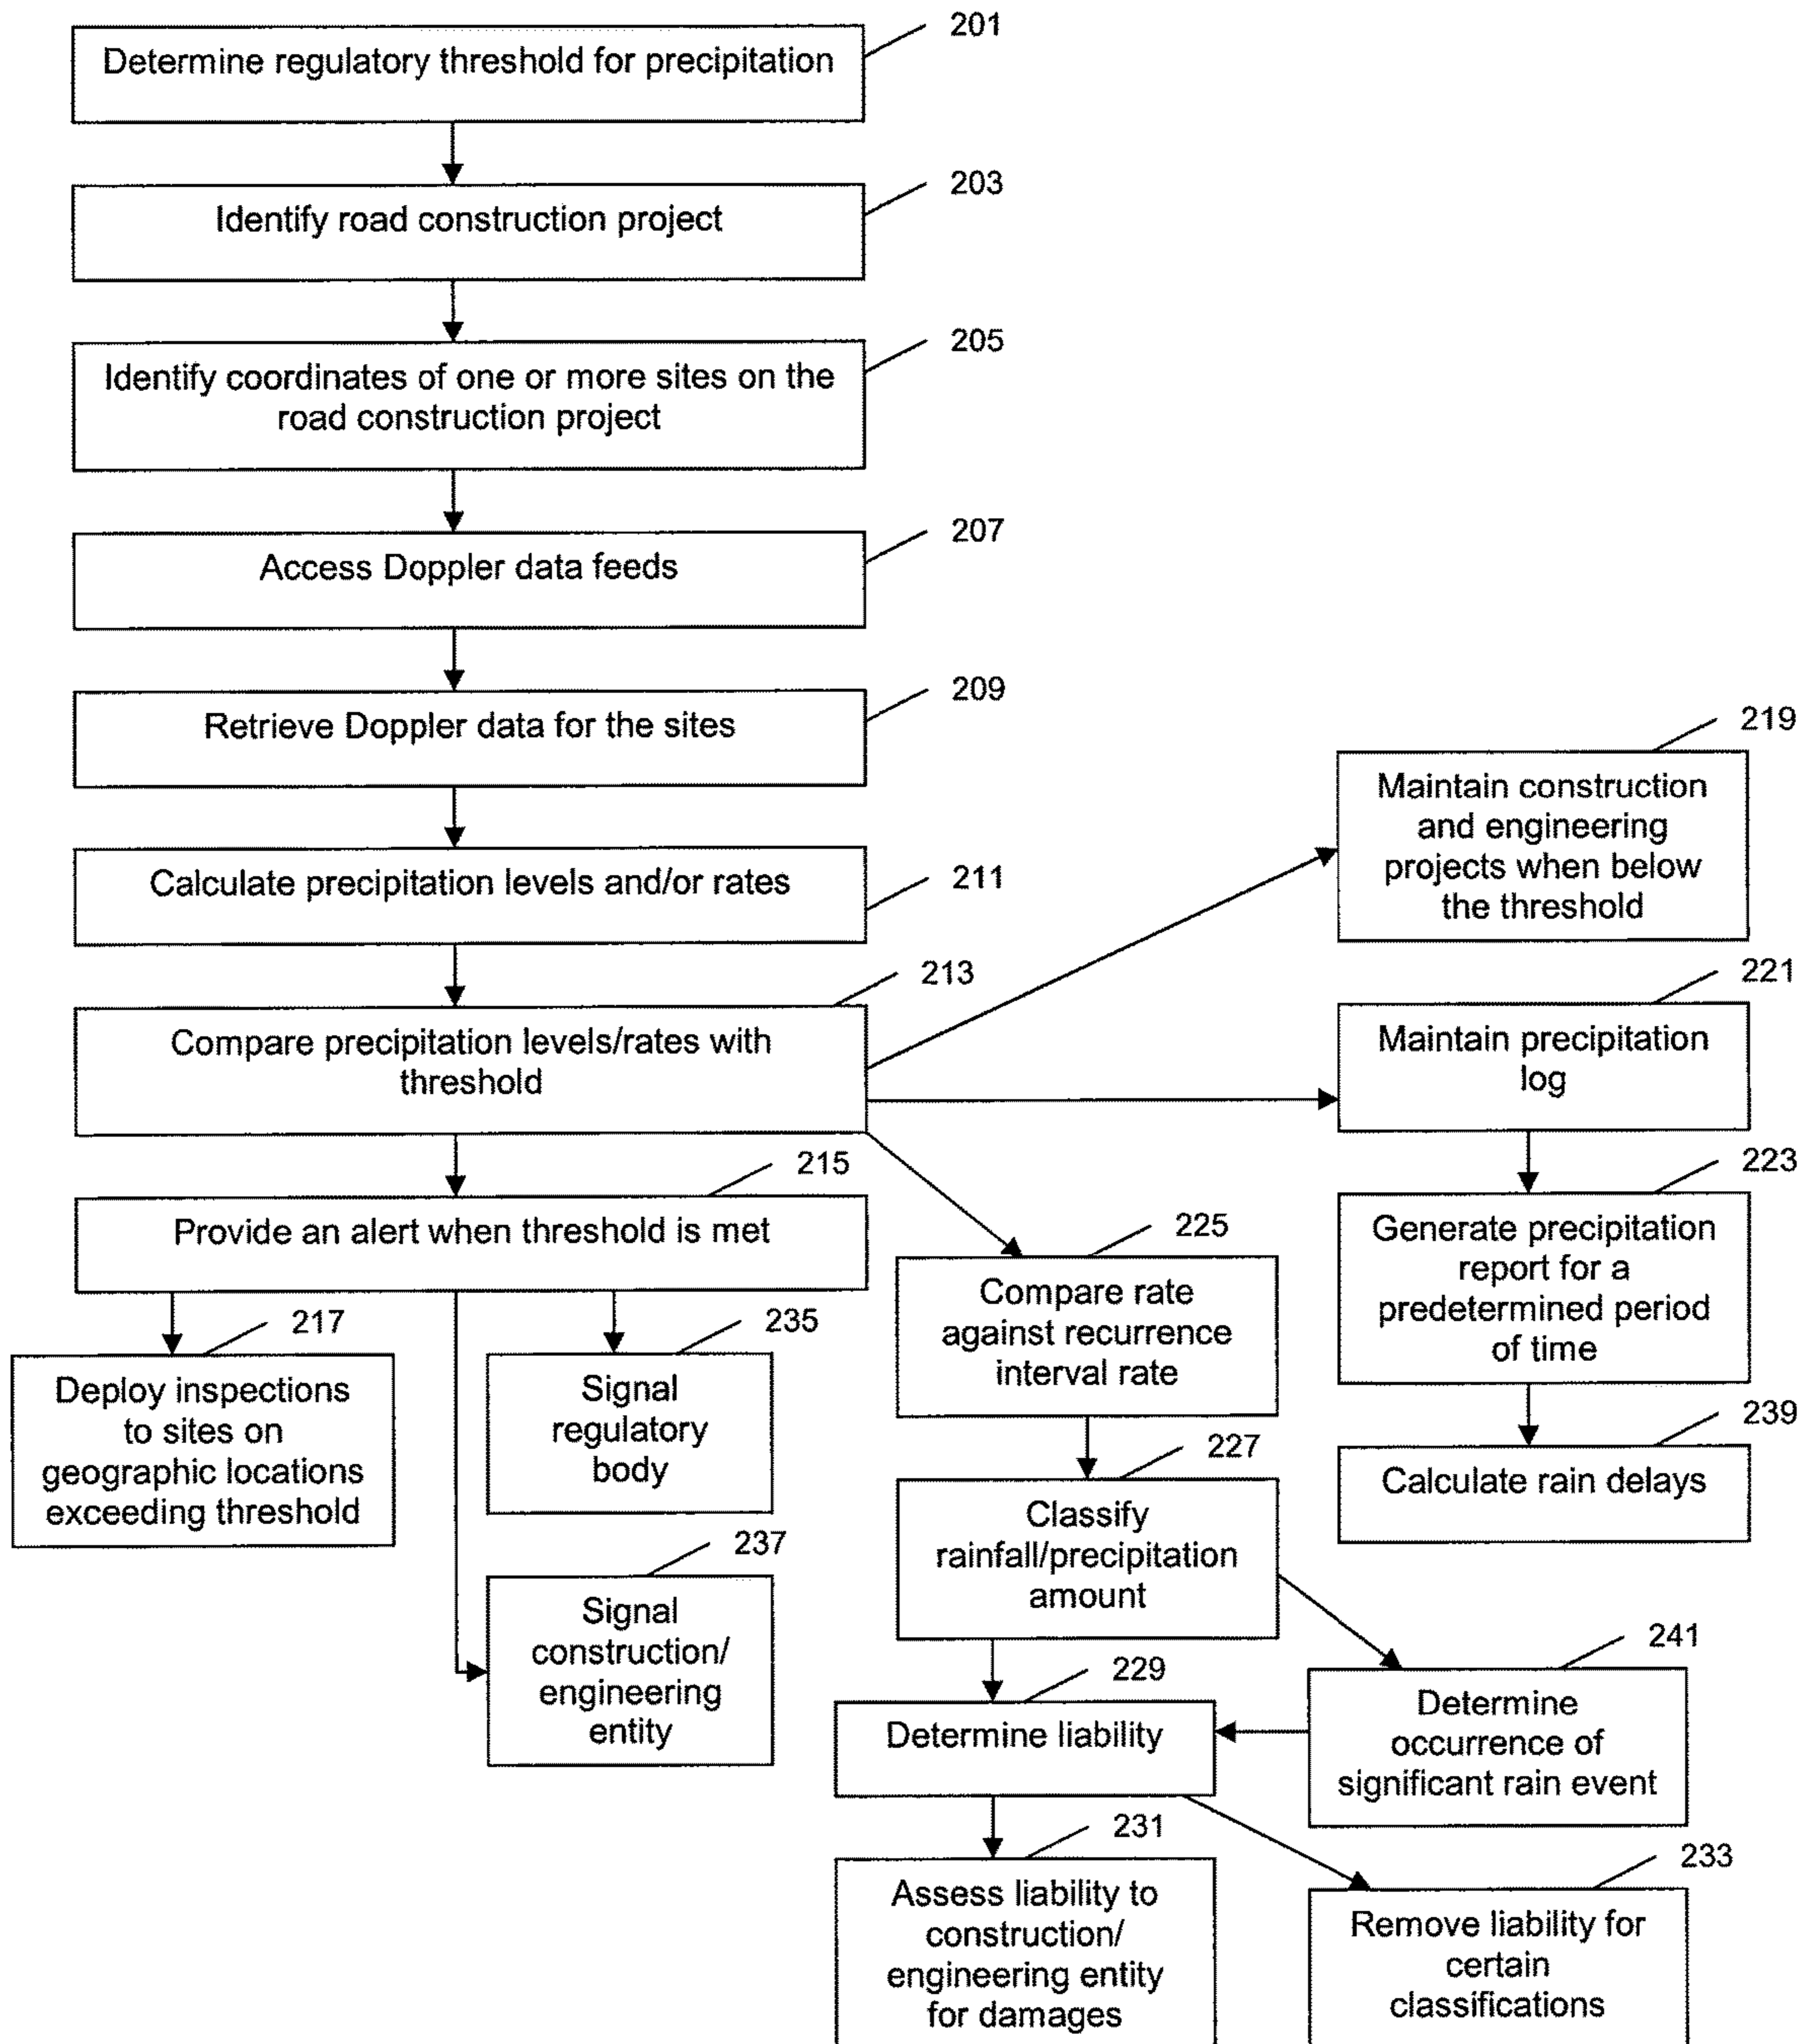 201
Determine regulatory threshold for precipitation
203
Identify road construction project
205
Identify coordinates of one or more sites on the
road construction project
207
Access Doppler data feeds
209
Retrieve Doppler data for the sites
211
Calculate precipitation levels and/or rates
213
Compare precipitation levels/rates with
threshold
215
Provide an alert when threshold is met
217
Deploy inspections
to sites on
geographic locations
exceeding threshold
235
Signal
regulatory
body
237
Signal
construction/
engineering
entity
219
Maintain construction
and engineering
projects when below
the threshold
221
Maintain precipitation
log
223
Generate precipitation
report for a
predetermined period
of time
239
Calculate rain delays
225
Compare rate
against recurrence
interval rate
227
Classify
rainfall/precipitation
amount
241
Determine
occurrence of
significant rain event
229
Determine liability
231
Assess liability to
construction/
engineering entity
for damages
233
Remove liability for
certain
classifications